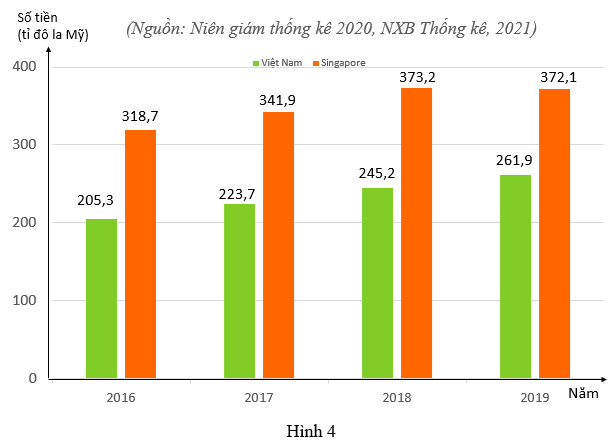 Số tiền
(tỉ đô la Mỹ)
(Nguồn: Niên giám thống kê 2020, NXB Thống kê, 2021)
Việt Nam Singapore
400
300
200
100
0
205,3
318,7
223,7
341,9
245,2
373,2
261,9
372,1
2016 2017 2018 2019 Năm
Hình 4